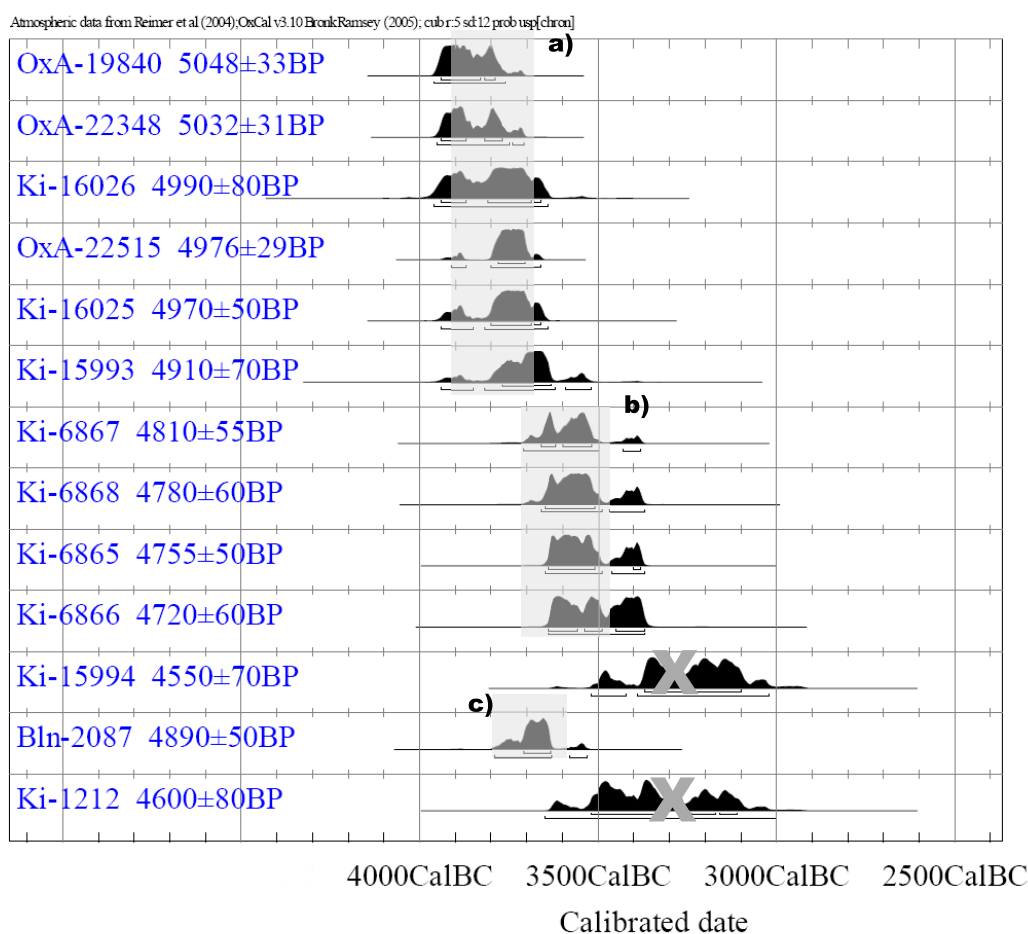 Atmospheric data from Reimer et al (2004);OxCal v3.10 Bronk Ramsey (2005); cub r:5 sd:12 prob usp[chron]
a)
OxA-19840 5048±33BP
OxA-22348 5032±31BP
Ki-16026 4990±80BP
OxA-22515 4976±29BP
Ki-16025 4970±50BP
Ki-15993 4910±70BP
b)
Ki-6867 4810±55BP
Ki-6868 4780±60BP
Ki-6865 4755±50BP
Ki-6866 4720±60BP
Ki-15994 4550±70BP
X
c)
Bln-2087 4890±50BP
Ki-1212 4600±80BP
X
4000CalBC 3500CalBC 3000CalBC 2500CalBC
Calibrated date